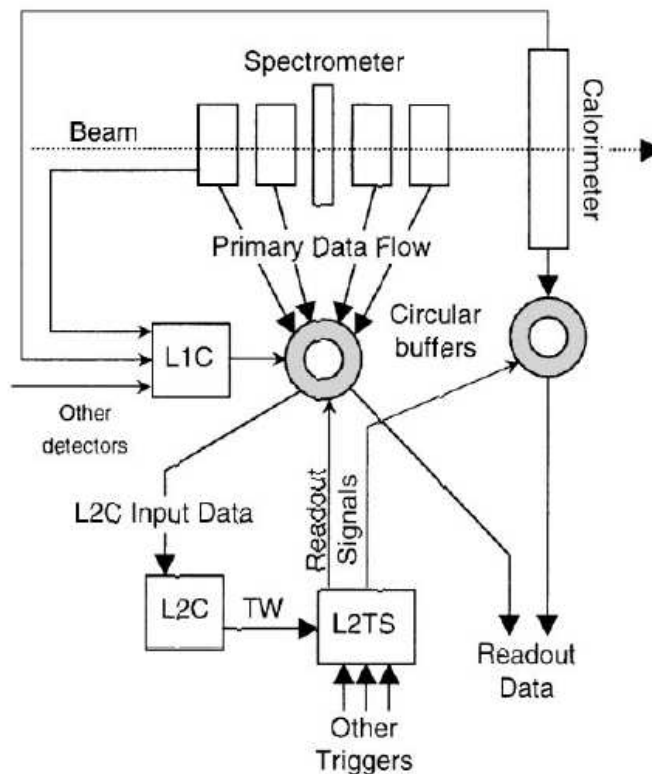 Spectrometer
Beam
Calorimeter
Primary Data Flow
Circular
buffers
L1C
Other
detectors
Readout
Signals
L2C Input Data
L2C
TW
L2TS
Readout
Data
Other
Triggers